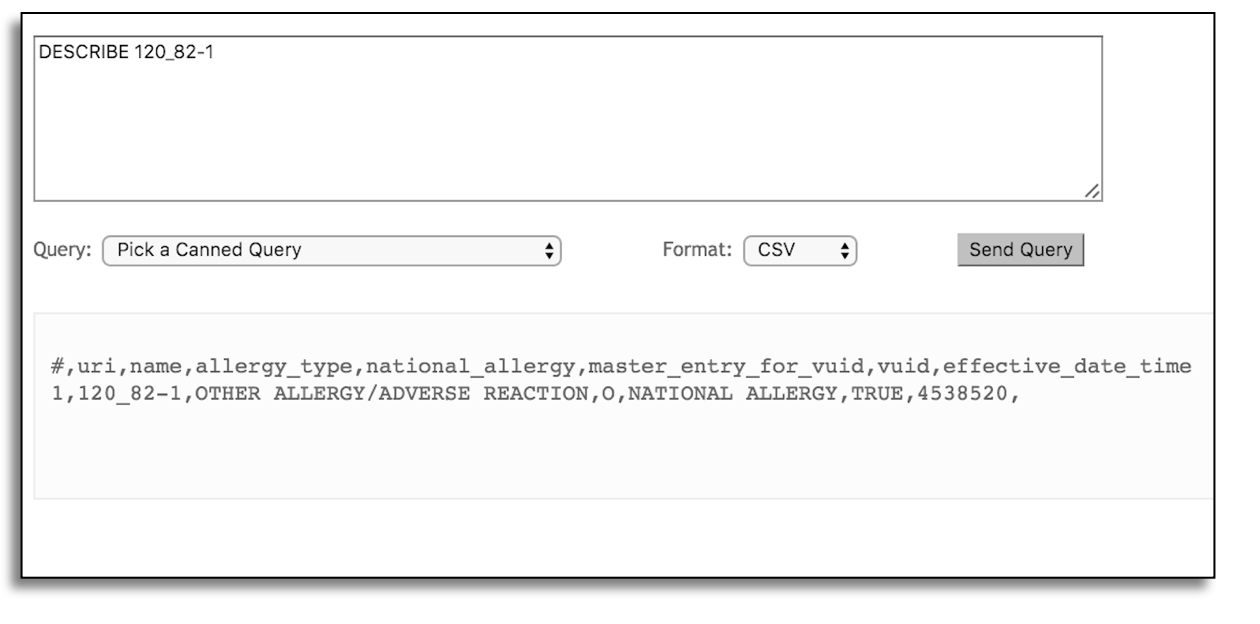 DESCRIBE 120_82-1
Query: Pick a Canned Query Format: CSV Send Query
#,uri,name,allergy_type,national_allergy,master_entry_for_vuid,vuid,effective_date_time
1,120_82-1,OTHER ALLERGY/ADVERSE REACTION,O,NATIONAL ALLERGY,TRUE,4538520,